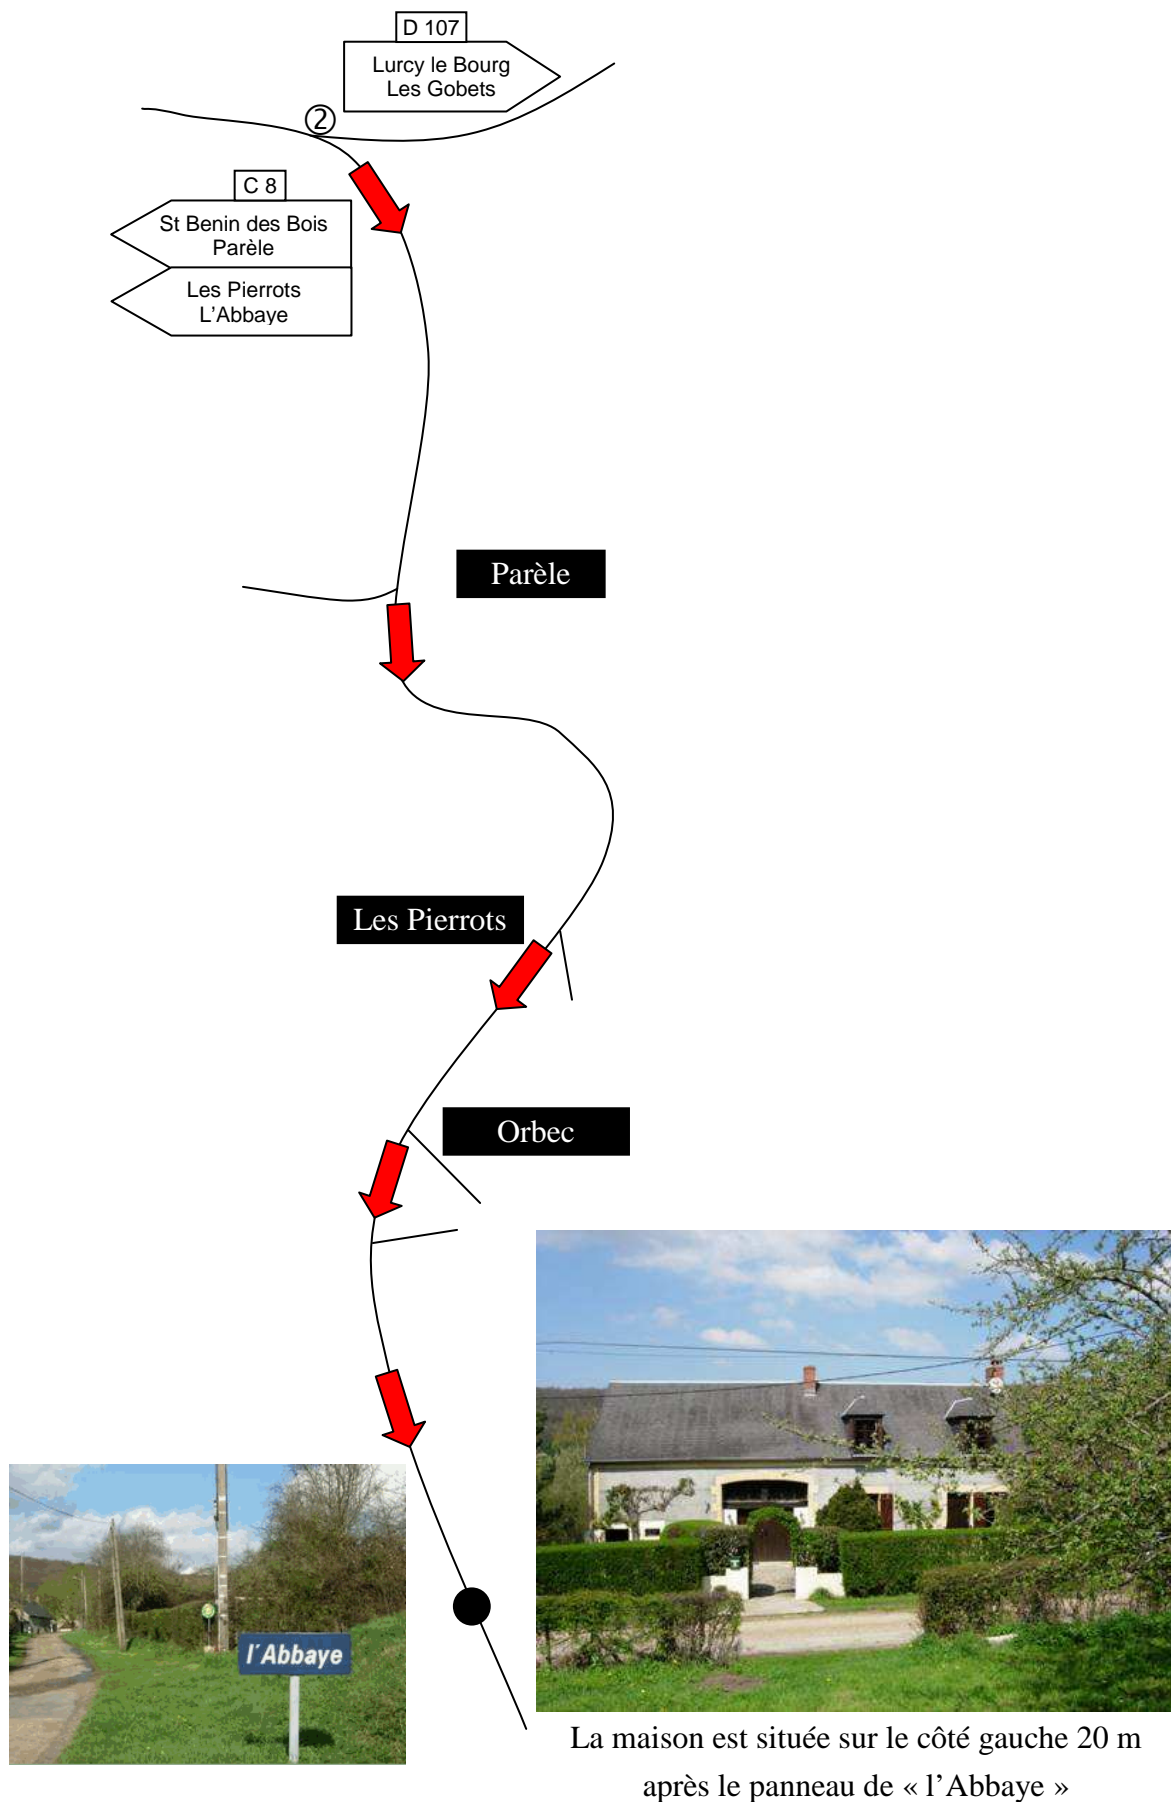 D 107
Lurcy le Bourg
Les Gobets
2
C 8
St Benin des Bois
Parèle
Les Pierrots
L'Abbaye
Parèle
Les Pierrots
Orbec
l'Abbaye
La maison est située sur le côté gauche 20 m
après le panneau de « l'Abbaye »